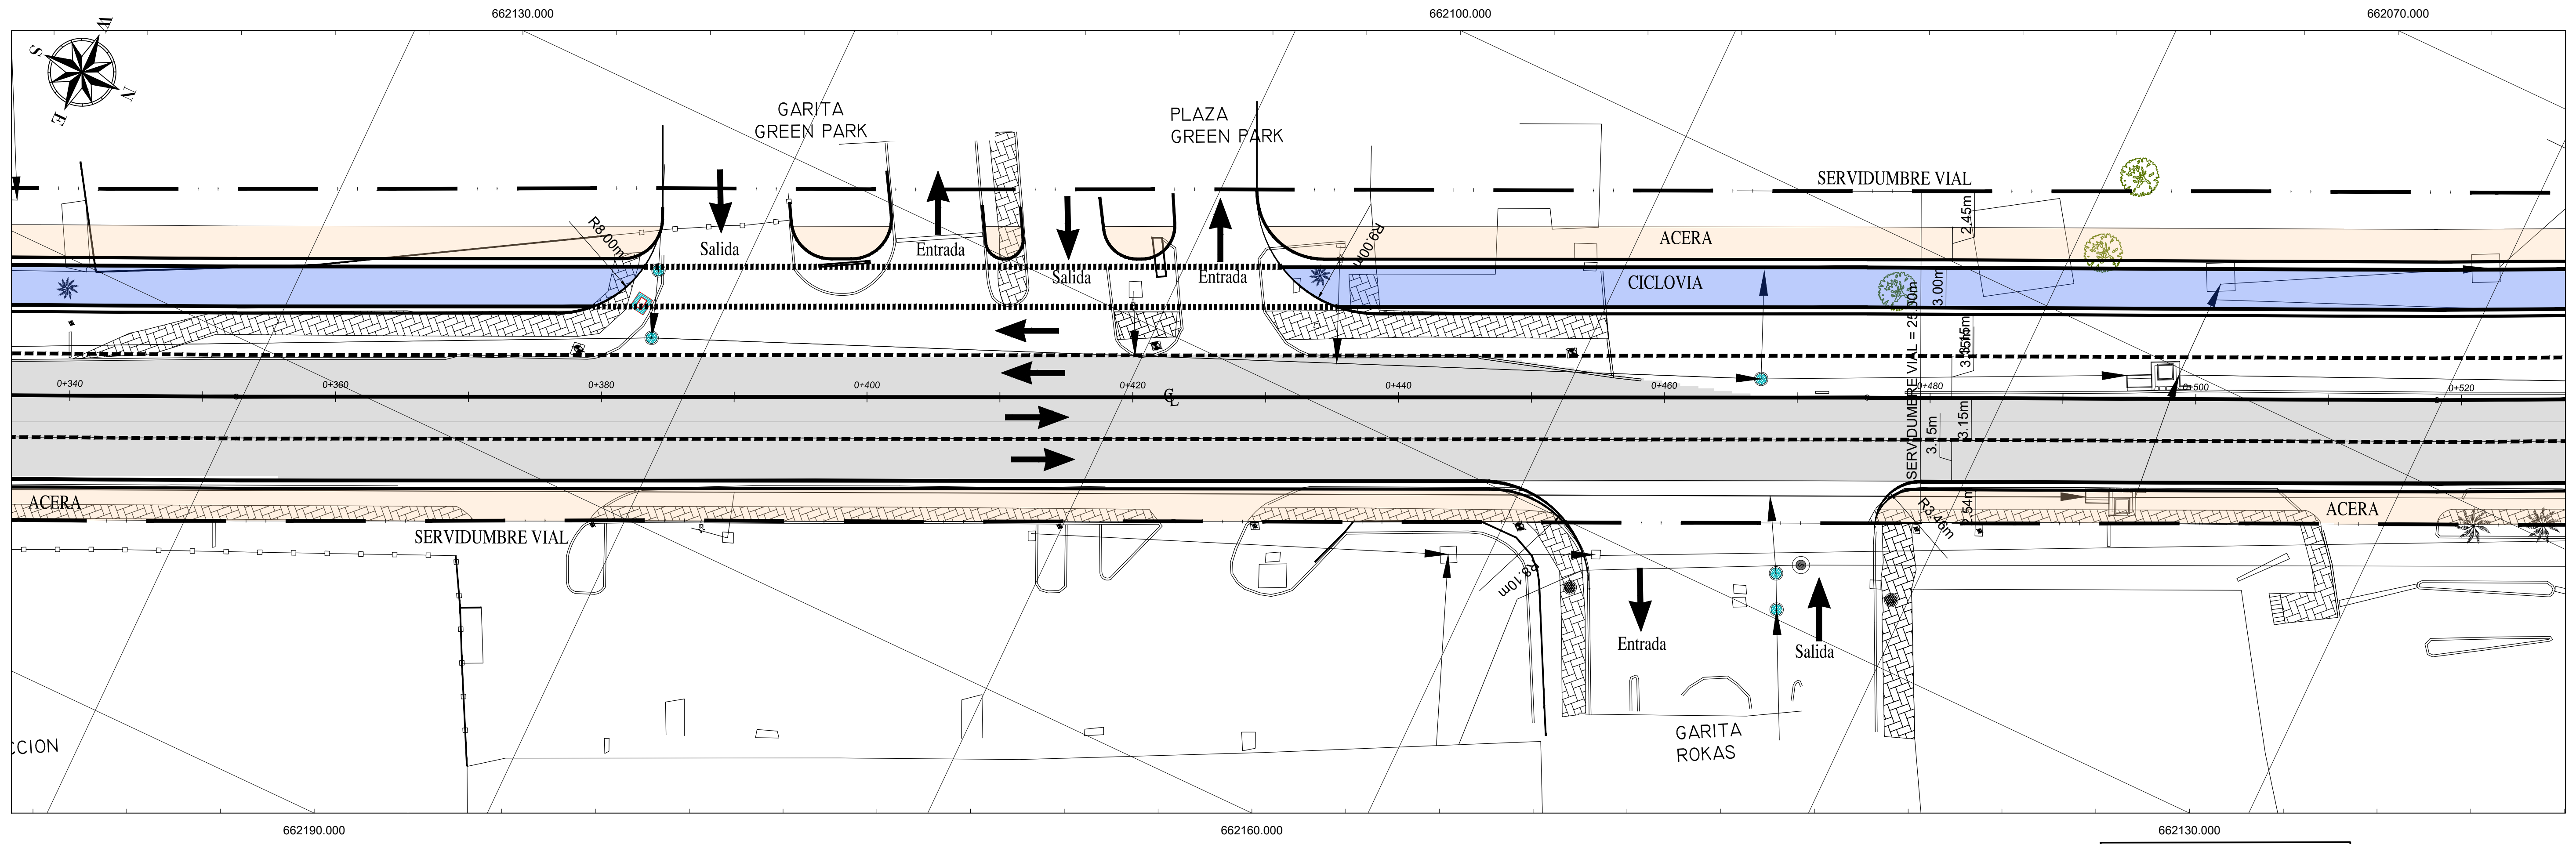 662130.000
662100.000
662070.000
W
S
N
E
GARITA
GREEN PARK
PLAZA
GREEN PARK
SERVIDUMBRE VIAL
R8.00m
Salida
Entrada
Salida
Entrada
R9.00m
ACERA
2.45m
CICLOVIA
3.00m
SERVIDUMBRE VIAL = 25.00m
0+340
0+360
0+380
0+400
0+420
0+440
0+460
0+480
0+500
0+520
CL
3.15m
3.15m
ACERA
SERVIDUMBRE VIAL
R8.10m
R3.46m
2.54m
ACERA
Entrada
Salida
GARITA
ROKAS
CCION
662190.000
662160.000
662130.000